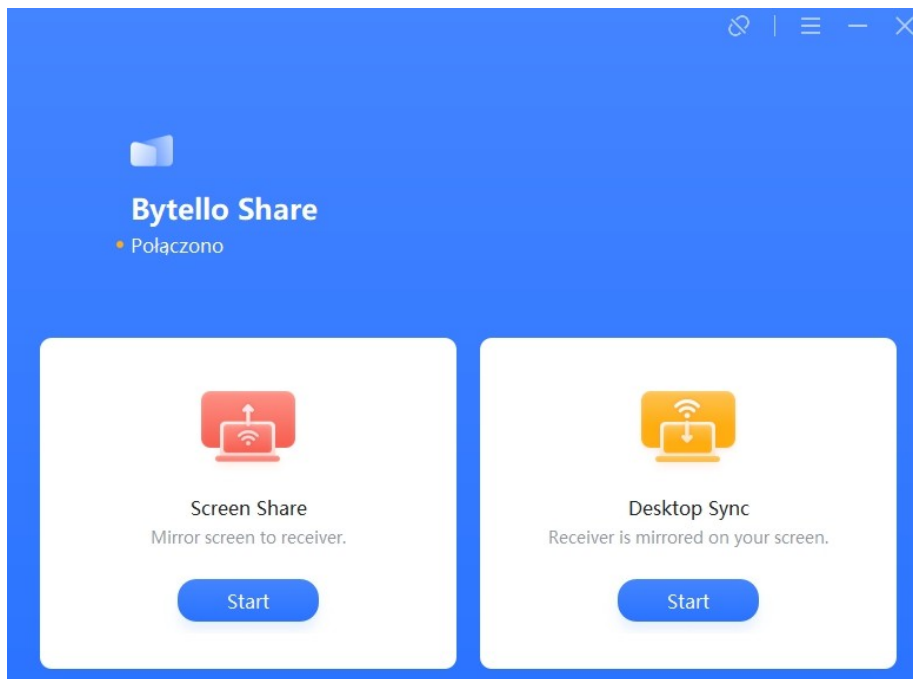 Bytello Share
Połączono
Screen Share
Mirror screen to receiver.
Start
Desktop Sync
Receiver is mirrored on your screen.
Start